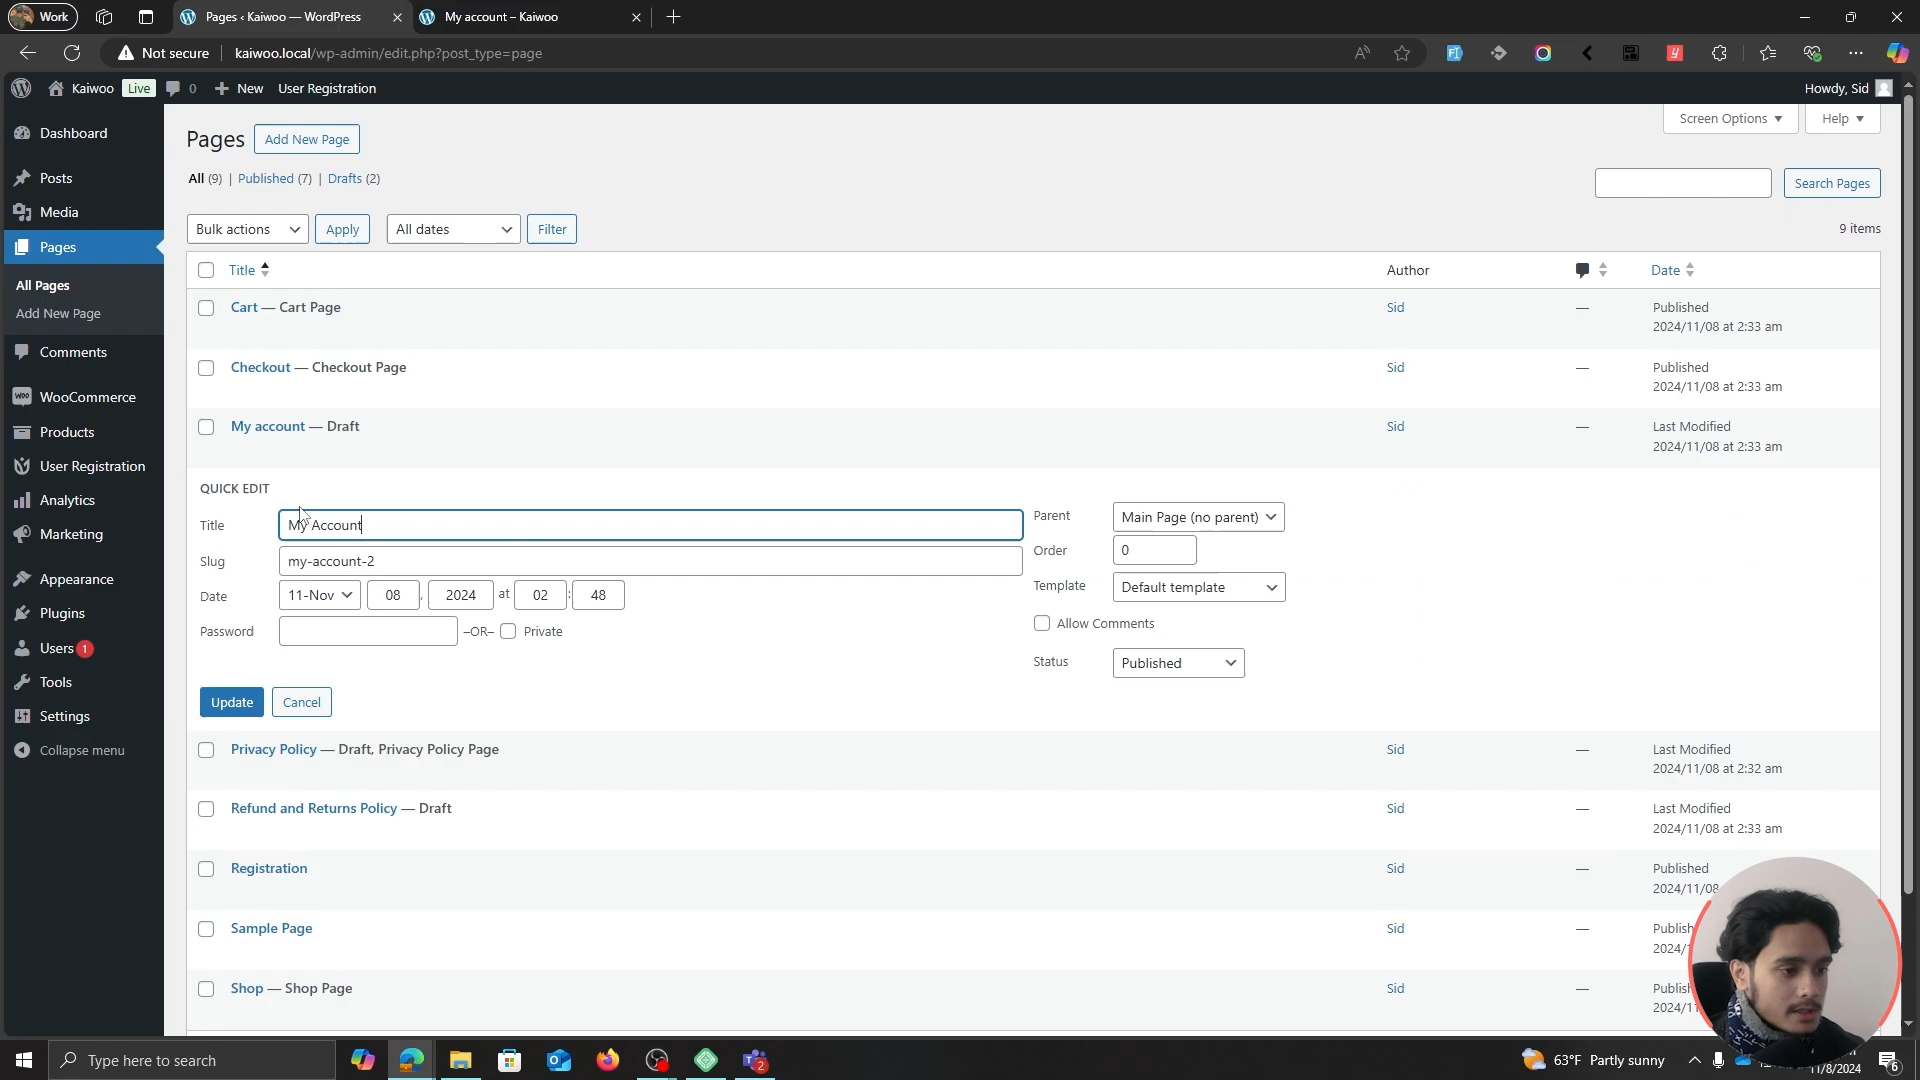 Work
Pages ‹ Kaiwoo — WordPress
My account – Kaiwoo
Not secure
kaiwoo.local/wp-admin/edit.php?post_type=page
Kaiwoo Live 0 New User Registration
Howdy, Sid
Dashboard
Posts
Media
Pages
All Pages
Add New Page
Comments
WooCommerce
Products
User Registration
Analytics
Marketing
Appearance
Plugins
Users 1
Tools
Settings
Collapse menu
Screen Options
Help
Pages
Add New Page
All (9) | Published (7) | Drafts (2)
Search Pages
Bulk actions
Apply
All dates
Filter
9 items
Title Author Date
Cart — Cart Page Sid — Published
2024/11/08 at 2:33 am
Checkout — Checkout Page Sid — Published
2024/11/08 at 2:33 am
My account — Draft Sid — Last Modified
2024/11/08 at 2:33 am
QUICK EDIT
Title My Account
Slug my-account-2
Date 11-Nov 08 , 2024 at 02 : 48
Password –OR– Private
Parent Main Page (no parent)
Order 0
Template Default template
Allow Comments
Status Published
Update Cancel
Privacy Policy — Draft, Privacy Policy Page Sid — Last Modified
2024/11/08 at 2:32 am
Refund and Returns Policy — Draft Sid — Last Modified
2024/11/08 at 2:33 am
Registration Sid — Published
2024/11/08
Sample Page Sid —
Shop — Shop Page Sid —
Type here to search
2
63°F Partly sunny
11/8/2024
6